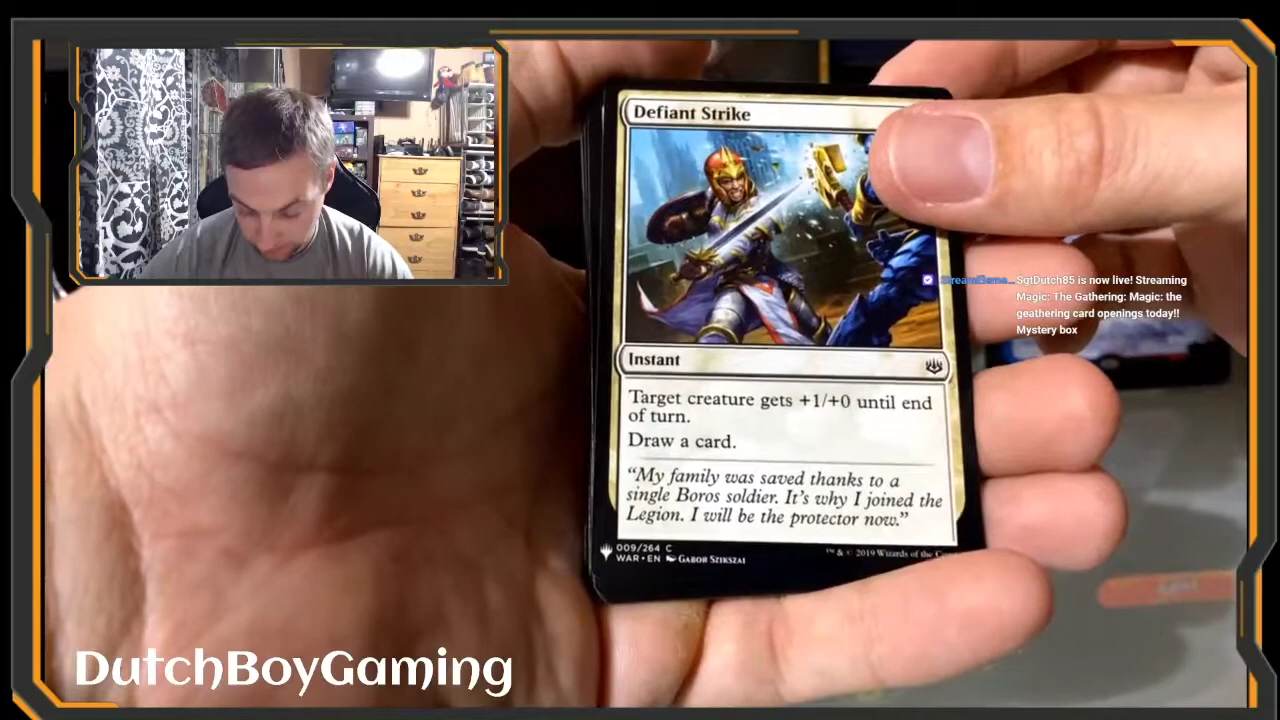 Defiant Strike
Instant
Target creature gets +1/+0 until end
of turn.
Draw a card.
"My family was saved thanks to a
single Boros soldier. It's why I joined the
Legion. I will be the protector now."
009/264 C
WAR • EN GABOR SZIKSZAI
™ & © 2019 Wizards of the
SgtDutch85 is now live! Streaming
Magic: The Gathering: Magic: the
geathering card openings today!!
Mystery box
DutchBoyGaming